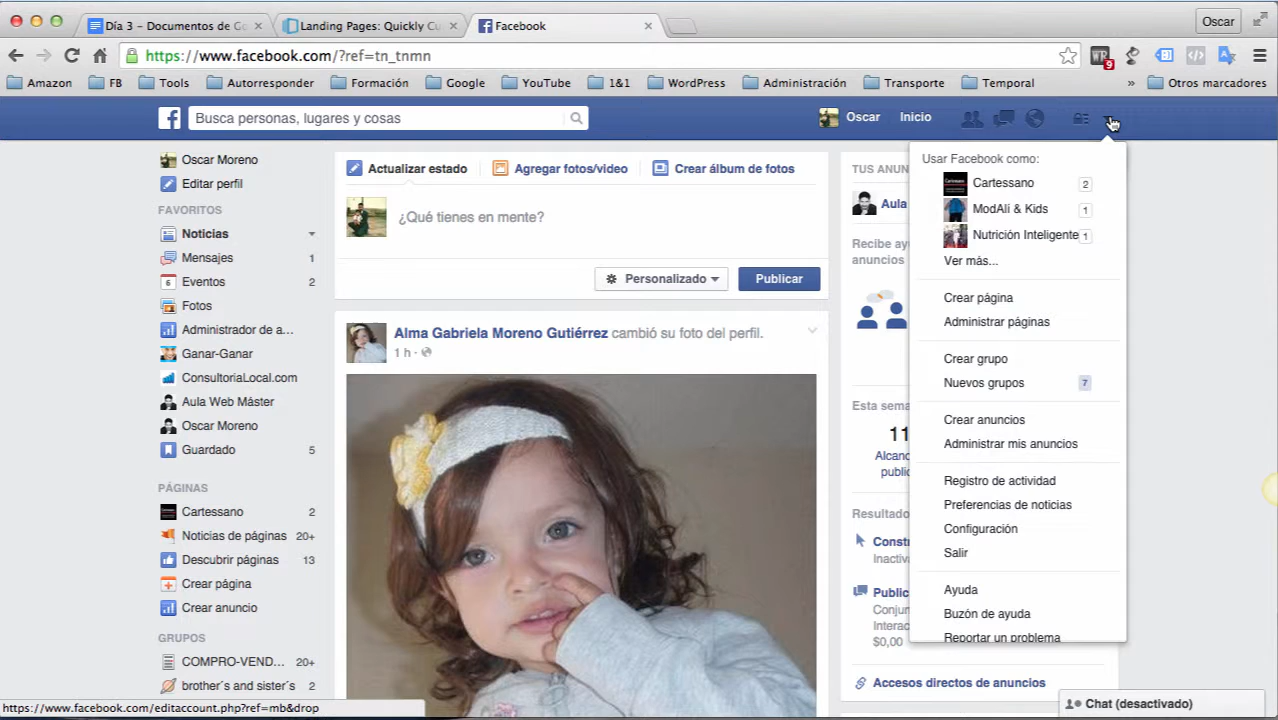 Día 3 – Documentos de Go
Landing Pages: Quickly Cu
Facebook
Oscar
https://www.facebook.com/?ref=tn_tnmn
WR
9
Amazon
FB
Tools
Autorresponder
Formación
Google
YouTube
1&1
WordPress
Administración
Transporte
Temporal
»
Otros marcadores
Busca personas, lugares y cosas
Oscar
Inicio
Oscar Moreno
Editar perfil
FAVORITOS
Noticias
Mensajes 1
Eventos 2
Fotos
Administrador de a...
Ganar-Ganar
ConsultoriaLocal.com
Aula Web Máster
Oscar Moreno
Guardado 5
PÁGINAS
Cartessano 2
Noticias de páginas 20+
Descubrir páginas 13
Crear página
Crear anuncio
GRUPOS
COMPRO-VEND... 20+
brother´s and sister´s 2
https://www.facebook.com/editaccount.php?ref=mb&drop
Actualizar estado
Agregar fotos/video
Crear álbum de fotos
¿Qué tienes en mente?
Personalizado
Publicar
Alma Gabriela Moreno Gutiérrez cambió su foto del perfil.
1 h ·
TUS ANUN
Aula
Recibe ay
anuncios
Esta sema
11
Alcanc
public
Resultado
Constr
Inactiv
Public
Conjun
Interac
$0,00
Accesos directos de anuncios
Usar Facebook como:
Cartessano 2
ModAli & Kids 1
Nutrición Inteligente 1
Ver más...
Crear página
Administrar páginas
Crear grupo
Nuevos grupos 7
Crear anuncios
Administrar mis anuncios
Registro de actividad
Preferencias de noticias
Configuración
Salir
Ayuda
Buzón de ayuda
Reportar un problema
Chat (desactivado)